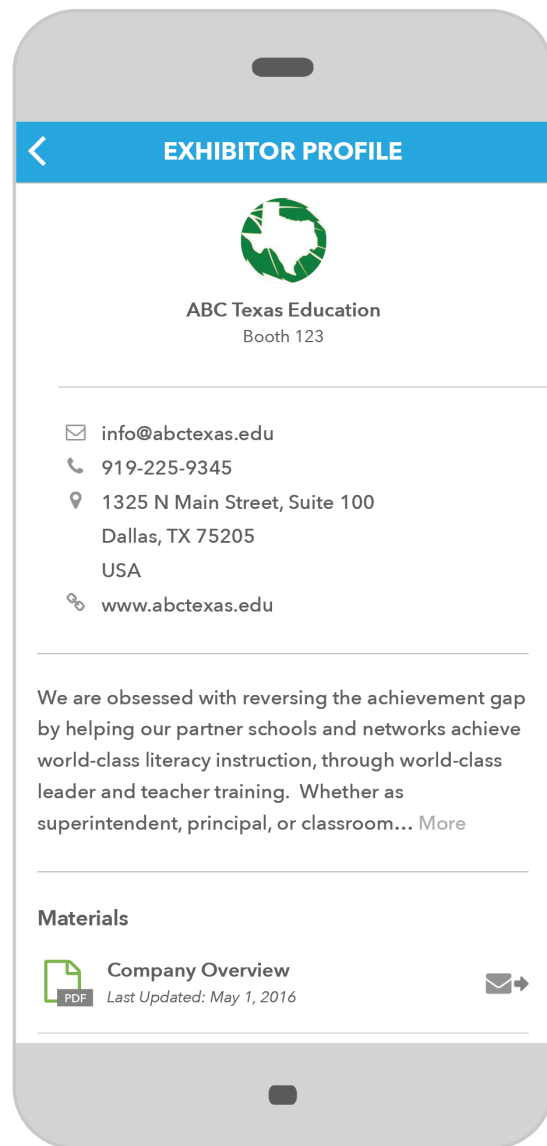 EXHIBITOR PROFILE
ABC Texas Education
Booth 123
info@abctexas.edu
919-225-9345
1325 N Main Street, Suite 100
Dallas, TX 75205
USA
www.abctexas.edu
We are obsessed with reversing the achievement gap
by helping our partner schools and networks achieve
world-class literacy instruction, through world-class
leader and teacher training.  Whether as
superintendent, principal, or classroom... More
Materials
Company Overview
PDF
Last Updated: May 1, 2016